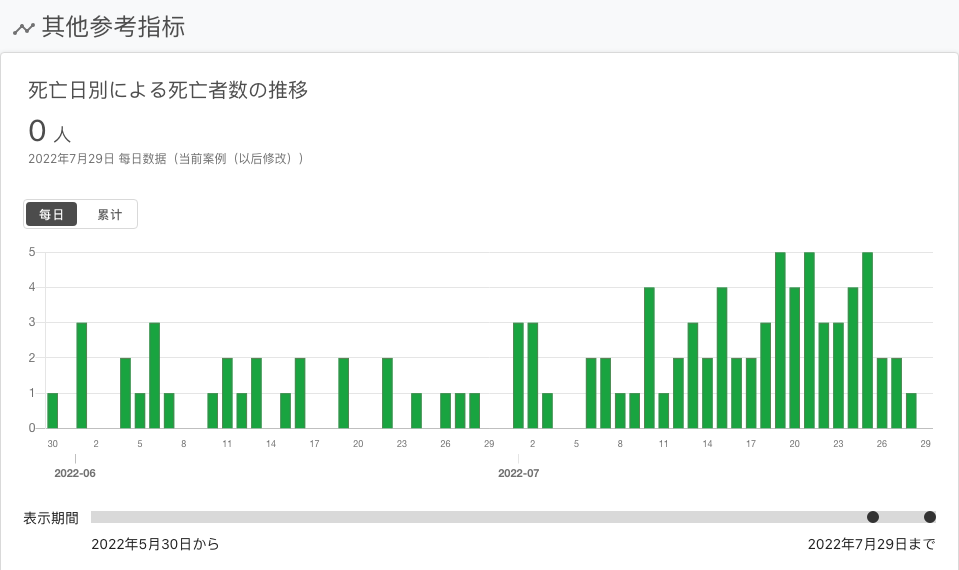 其他参考指标
死亡日別による死亡者数の推移
0 人
2022年7月29日 每日数据（当前案例（以后修改））
每日 累计
5
4
3
2
1
0
30 2 5 8 11 14 17 20 23 26 29 2 5 8 11 14 17 20 23 26 29
2022-06 2022-07
表示期間
2022年5月30日から 2022年7月29日まで